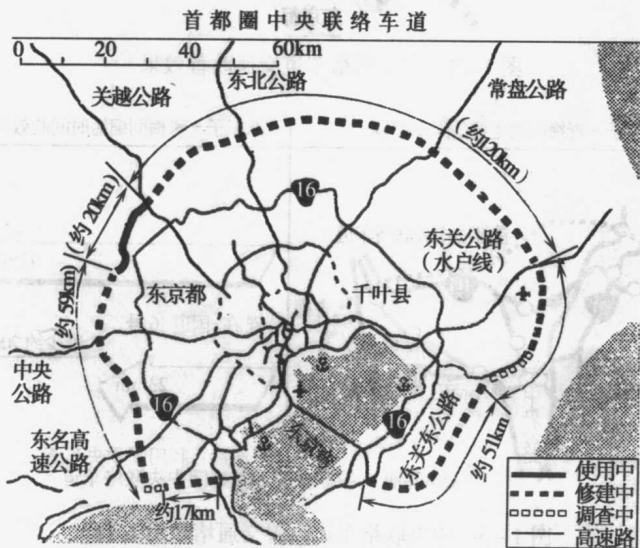 首都圈中央联络车道
0 20 40 60km
关越公路
东北公路
常盘公路
(约120km)
(约20km)
16
东关公路
(水户线)
(约59km)
东京都
千叶县
中央
公路
16
16
东名高
速公路
东关东公路
约51km
约17km
使用中
修建中
调查中
高速路